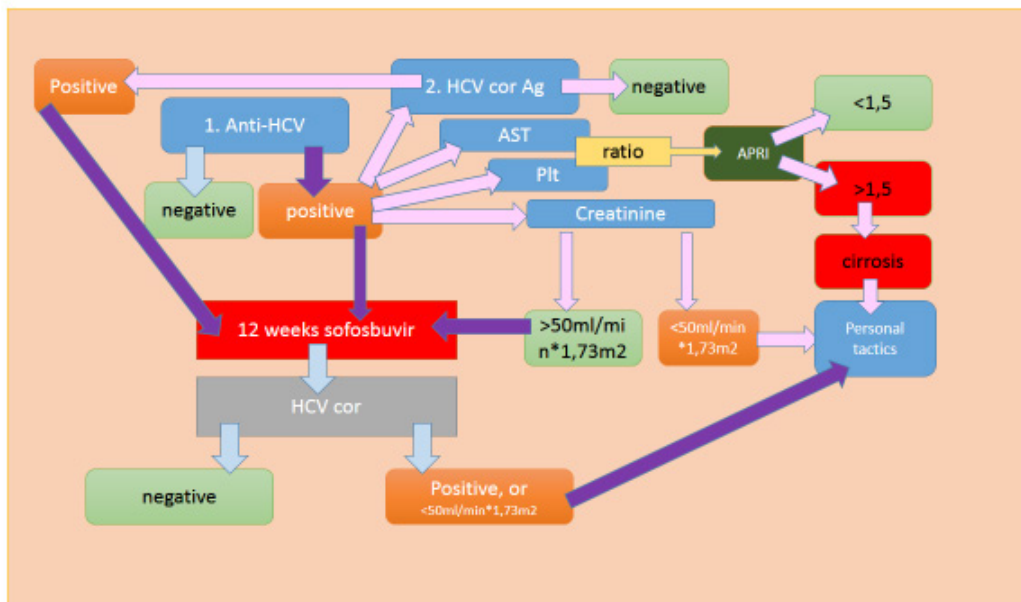 Positive
2. HCV cor Ag
negative
<1,5
1. Anti-HCV
AST
ratio
APRI
Plt
>1,5
negative
positive
Creatinine
cirrosis
12 weeks sofosbuvir
>50ml/mi
n*1,73m2
<50ml/min
*1,73m2
Personal
tactics
HCV cor
negative
Positive, or
<50ml/min*1,73m2